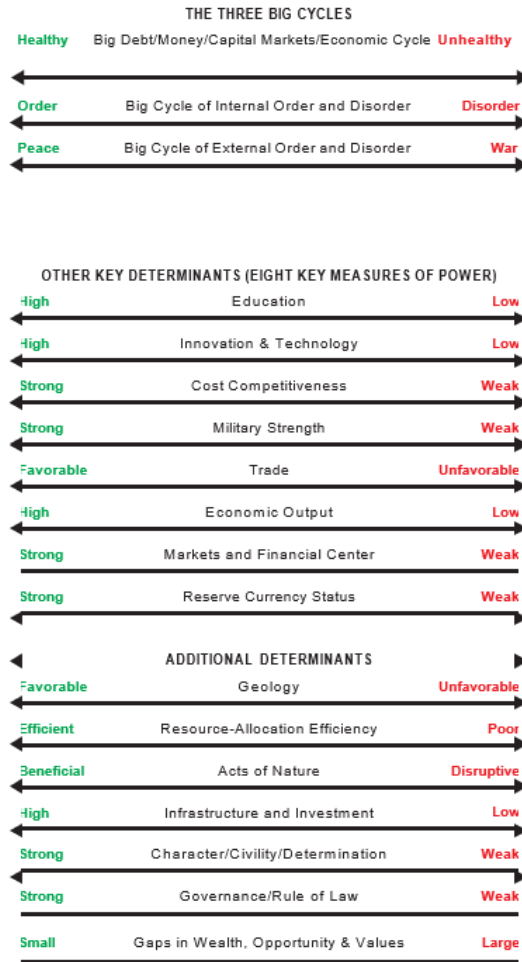 THE THREE BIG CYCLES
Healthy Big Debt/Money/Capital Markets/Economic Cycle Unhealthy
Order Big Cycle of Internal Order and Disorder Disorder
Peace Big Cycle of External Order and Disorder War
OTHER KEY DETERMINANTS (EIGHT KEY MEASURES OF POWER)
High Education Low
High Innovation & Technology Low
Strong Cost Competitiveness Weak
Strong Military Strength Weak
Favorable Trade Unfavorable
High Economic Output Low
Strong Markets and Financial Center Weak
Strong Reserve Currency Status Weak
ADDITIONAL DETERMINANTS
Favorable Geology Unfavorable
Efficient Resource-Allocation Efficiency Poor
Beneficial Acts of Nature Disruptive
High Infrastructure and Investment Low
Strong Character/Civility/Determination Weak
Strong Governance/Rule of Law Weak
Small Gaps in Wealth, Opportunity & Values Large